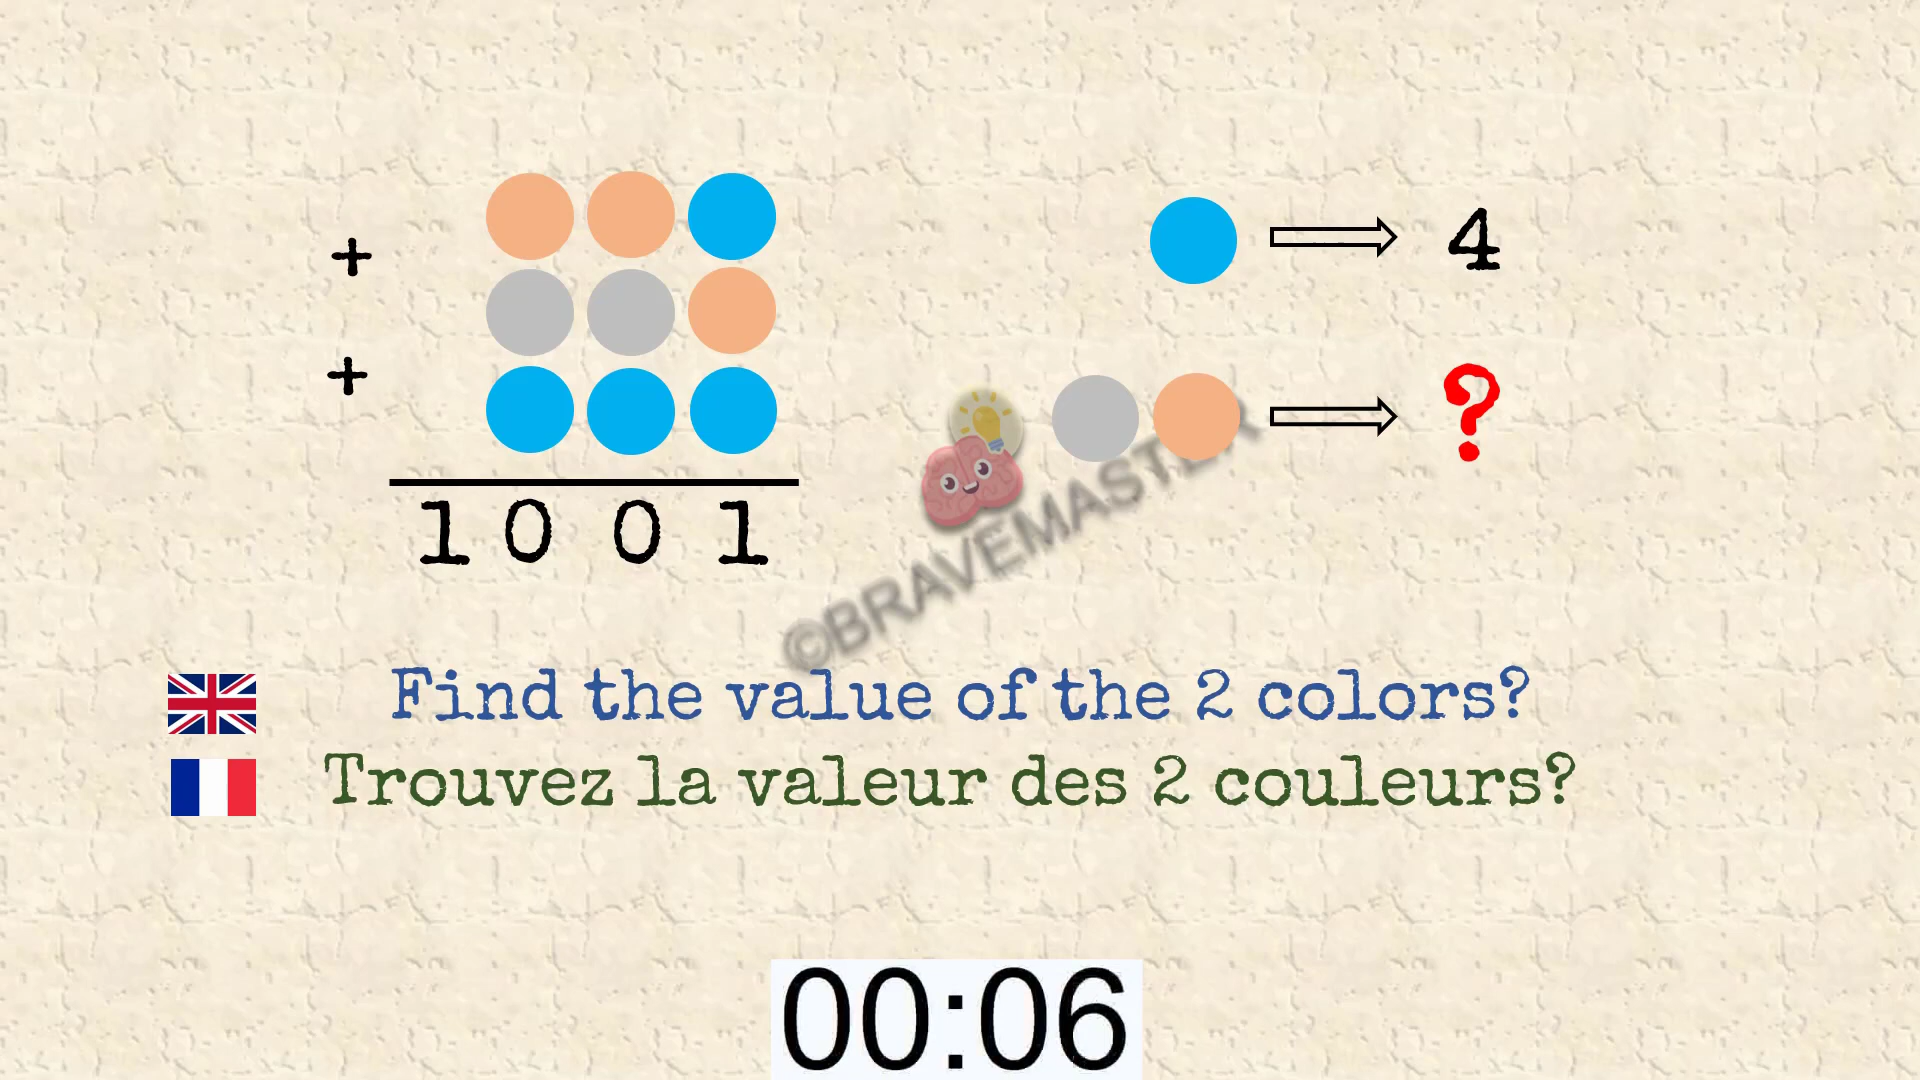 +
+
1 0 0 1
4
?
©BRAVEMASTER
Find the value of the 2 colors?
Trouvez la valeur des 2 couleurs?
00:06